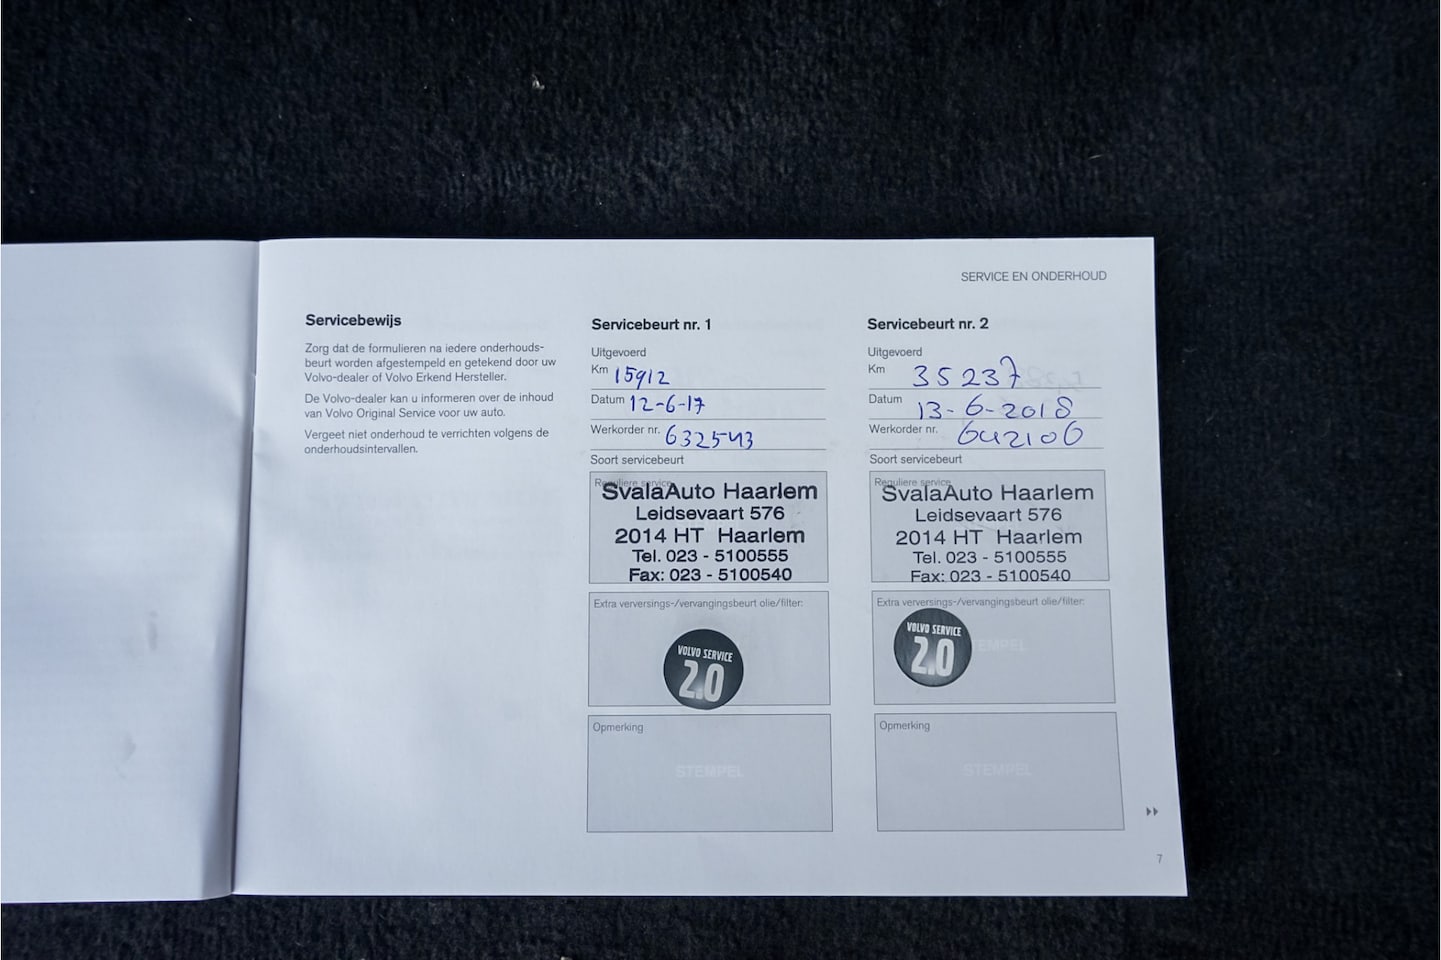 SERVICE EN ONDERHOUD
Servicebewijs
Zorg dat de formulieren na iedere onderhouds-
beurt worden afgestempeld en getekend door uw
Volvo-dealer of Volvo Erkend Hersteller.
De Volvo-dealer kan u informeren over de inhoud
van Volvo Original Service voor uw auto.
Vergeet niet onderhoud te verrichten volgens de
onderhoudsintervallen.
Servicebeurt nr. 1
Uitgevoerd
Km 15912
Datum 12-6-17
Werkorder nr. 632543
Soort servicebeurt
Reguliere service
SvalaAuto Haarlem
Leidsevaart 576
2014 HT Haarlem
Tel. 023 - 5100555
Fax: 023 - 5100540
Extra verversings-/vervangingsbeurt olie/filter:
VOLVO SERVICE
2.0
Opmerking
STEMPEL
Servicebeurt nr. 2
Uitgevoerd
Km 35237
Datum 13-6-2018
Werkorder nr. 642106
Soort servicebeurt
Reguliere service
SvalaAuto Haarlem
Leidsevaart 576
2014 HT Haarlem
Tel. 023 - 5100555
Fax: 023 - 5100540
Extra verversings-/vervangingsbeurt olie/filter:
VOLVO SERVICE
2.0
Opmerking
STEMPEL
7